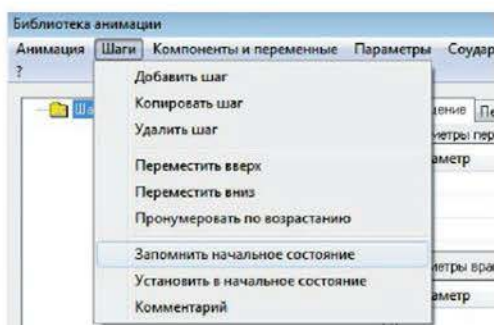 Библиотека анимации
Анимация Шаги Компоненты и переменные Параметры
?
Добавить шаг
Копировать шаг
Удалить шаг
Переместить вверх
Переместить вниз
Пронумеровать по возрастанию
Запомнить начальное состояние
Установить в начальное состояние
Комментарий